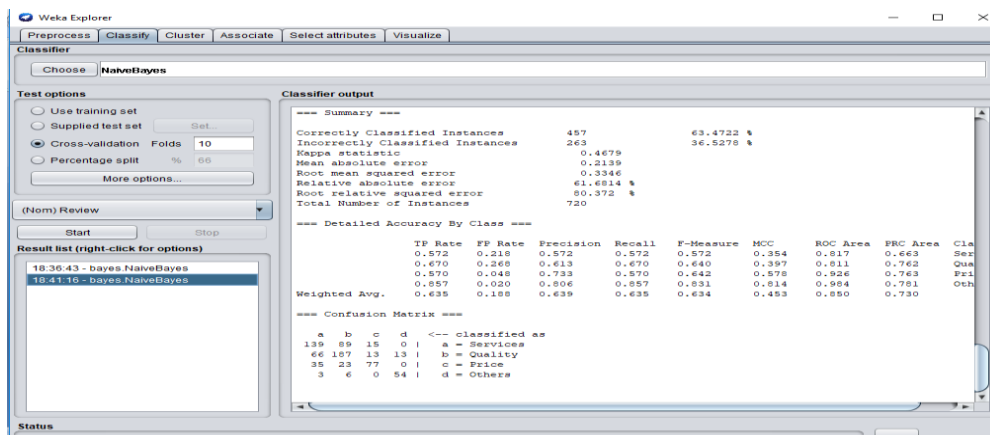 Weka Explorer
Preprocess Classify Cluster Associate Select attributes Visualize
Classifier
Choose NaiveBayes
Test options
Use training set
Supplied test set Set...
Cross-validation Folds 10
Percentage split % 66
More options...
(Nom) Review
Start Stop
Result list (right-click for options)
18:36:43 - bayes.NaiveBayes
18:41:16 - bayes.NaiveBayes
Classifier output
=== Summary ===
Correctly Classified Instances 457 63.4722 %
Incorrectly Classified Instances 263 36.5278 %
Kappa statistic 0.4679
Mean absolute error 0.2139
Root mean squared error 0.3346
Relative absolute error 61.6814 %
Root relative squared error 80.372 %
Total Number of Instances 720
=== Detailed Accuracy By Class ===
TP Rate FP Rate Precision Recall F-Measure MCC ROC Area PRC Area Cla
0.572 0.218 0.572 0.572 0.572 0.354 0.817 0.663 Ser
0.670 0.268 0.613 0.670 0.640 0.397 0.811 0.762 Qua
0.570 0.048 0.733 0.570 0.642 0.578 0.926 0.763 Pri
0.857 0.020 0.806 0.857 0.831 0.814 0.984 0.781 Oth
Weighted Avg. 0.635 0.188 0.639 0.635 0.634 0.453 0.850 0.730
=== Confusion Matrix ===
a b c d <-- classified as
139 89 15 0 | a = Services
66 187 13 13 | b = Quality
35 23 77 0 | c = Price
3 6 0 54 | d = Others
Status